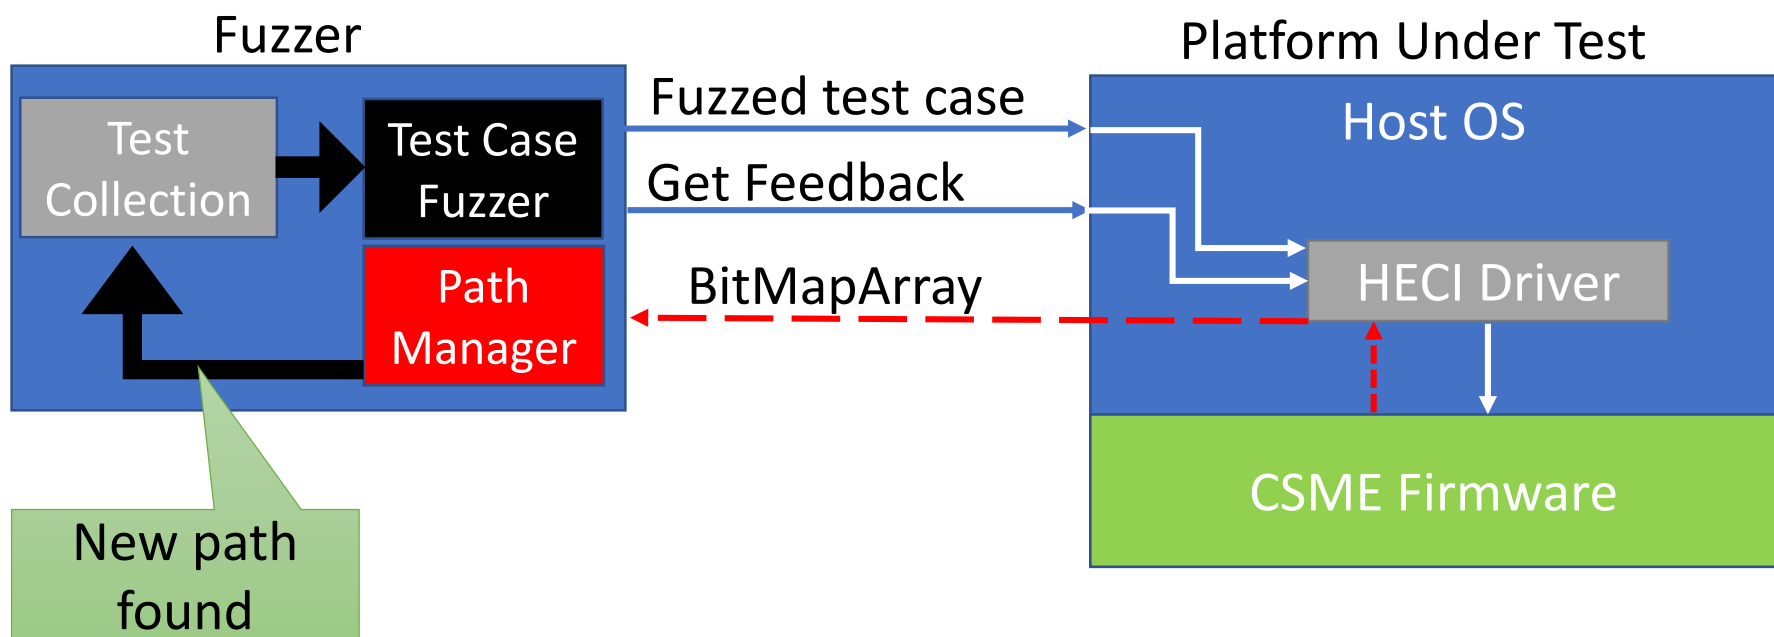 Fuzzer
Test
Collection
Test Case
Fuzzer
Path
Manager
New path
found
Fuzzed test case
Get Feedback
BitMapArray
Platform Under Test
Host OS
HECI Driver
CSME Firmware